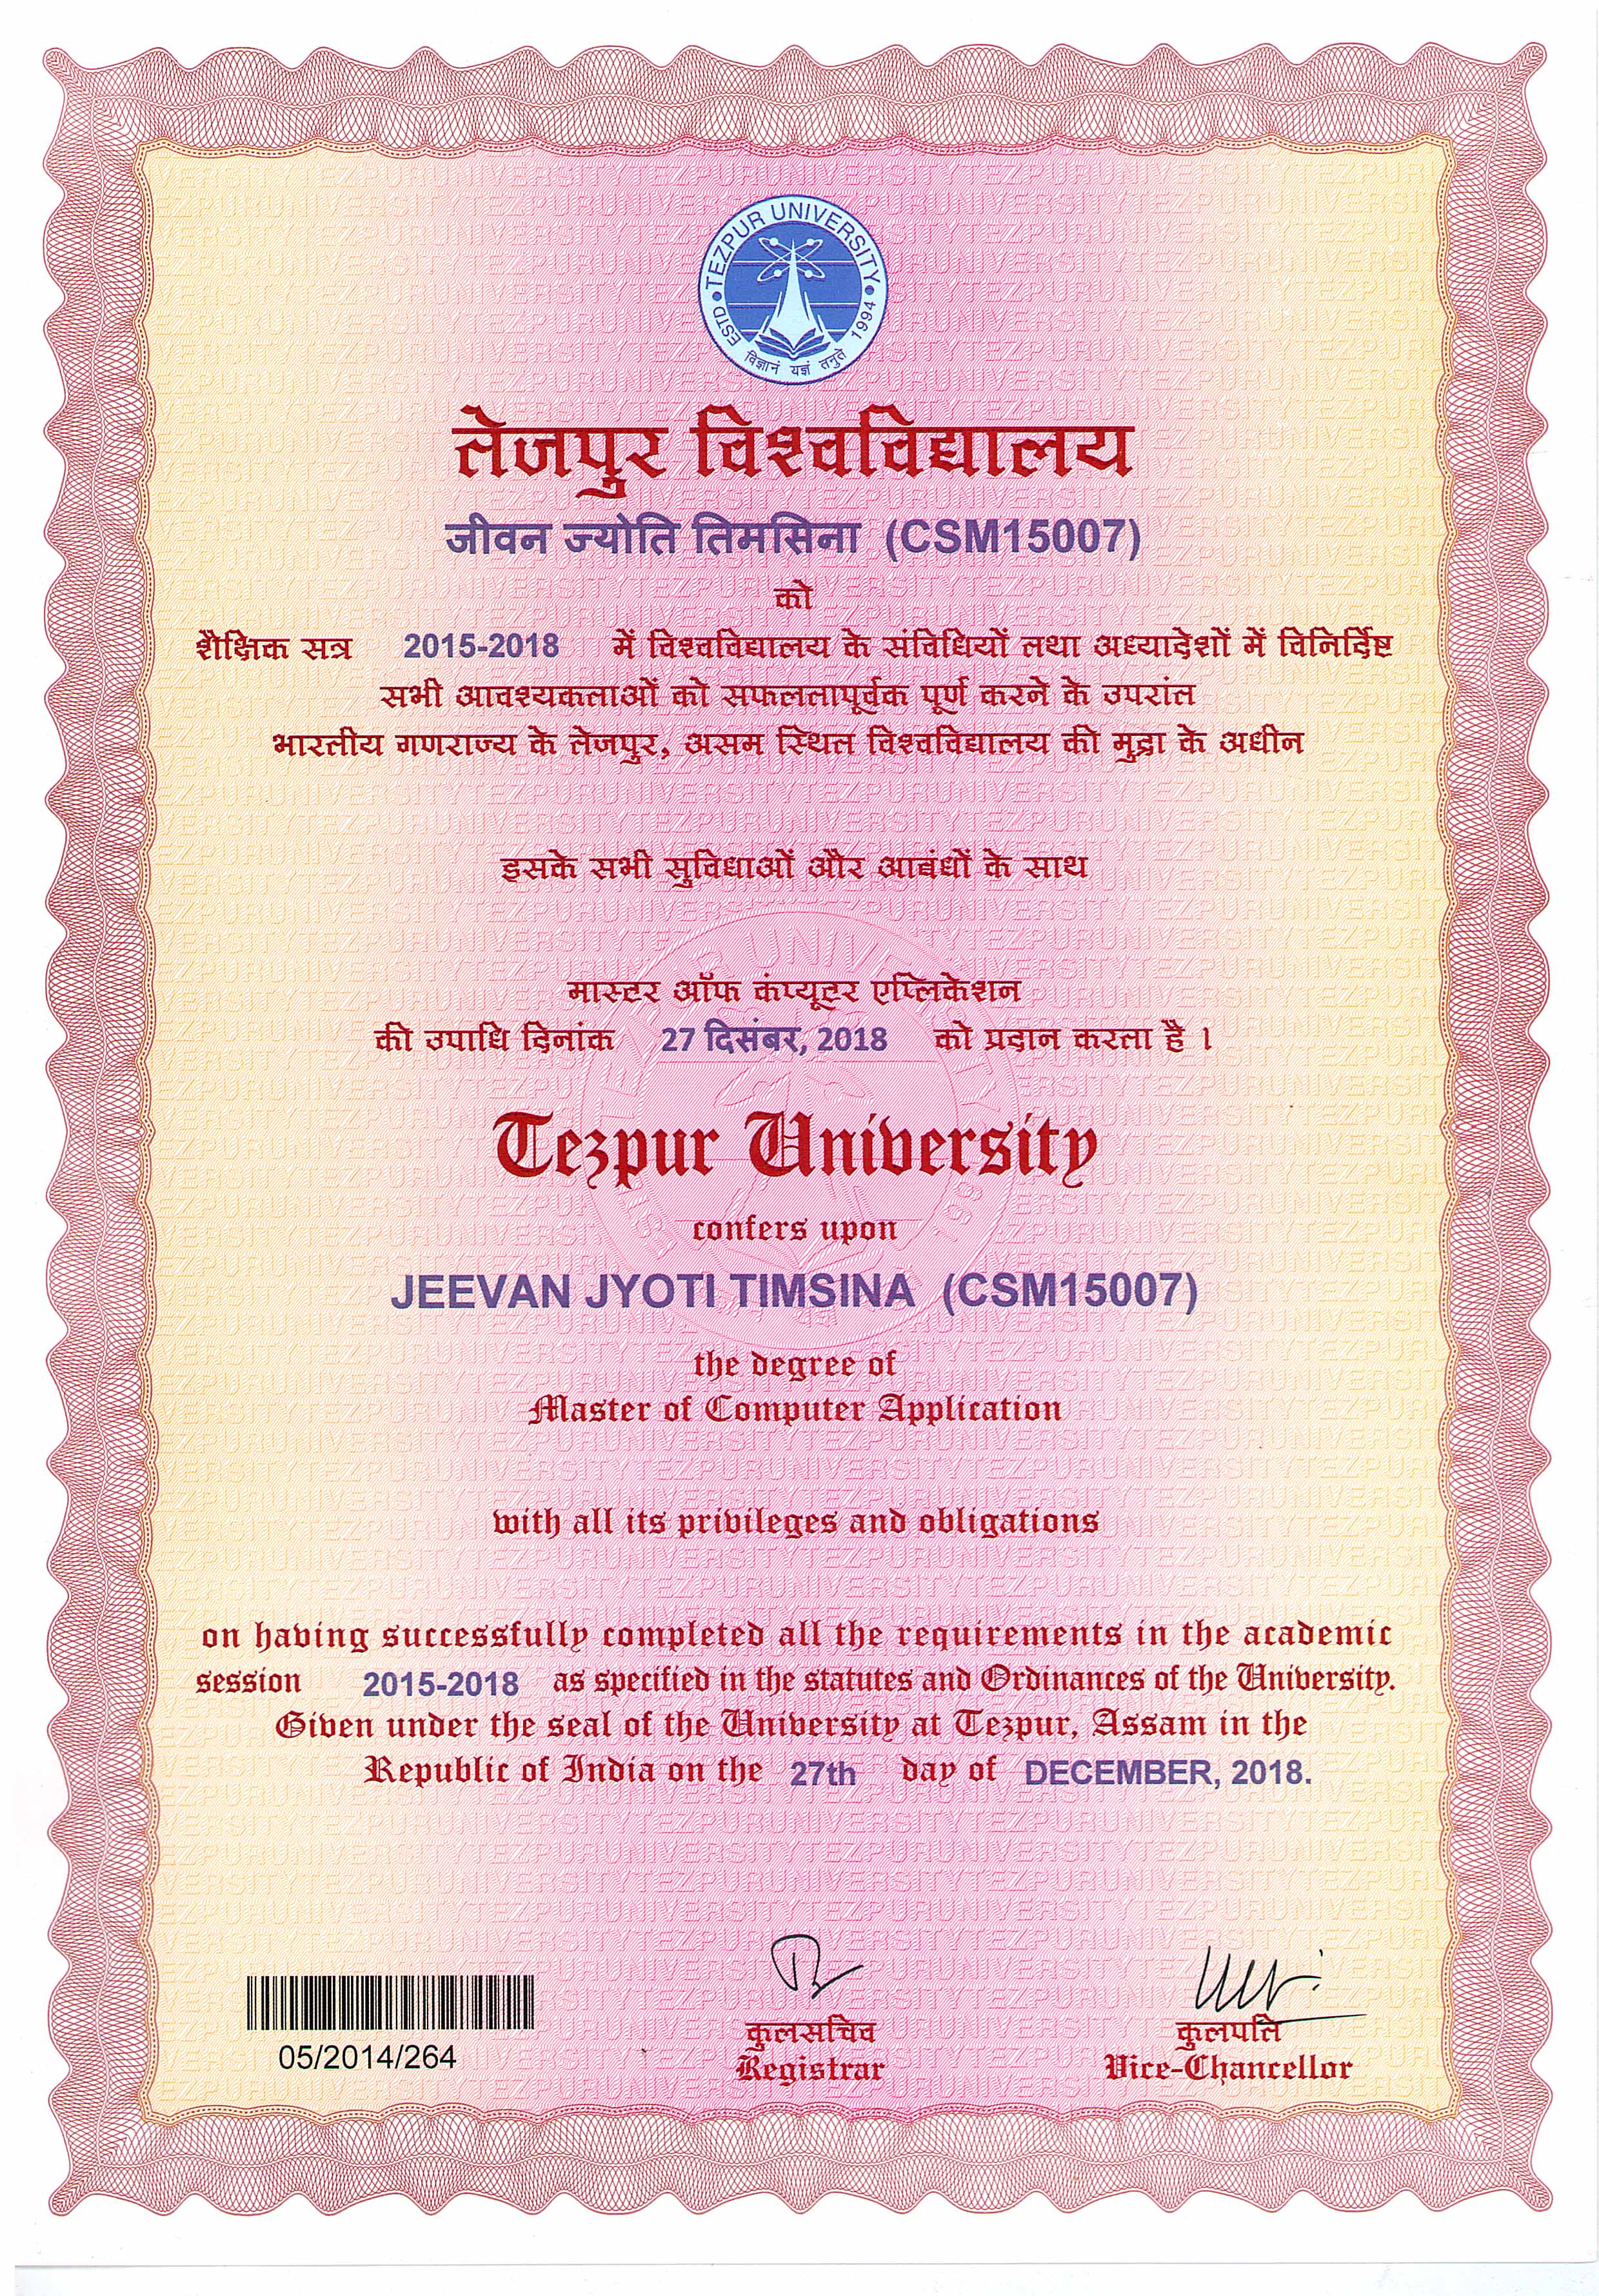 TEZPUR UNIVERSITY
ESTD 1994
विज्ञानं यज्ञं तनुते
तेजपुर विश्वविद्यालय
जीवन ज्योति तिमसिना (CSM15007)
को
शैक्षिक सत्र 2015-2018 में विश्वविद्यालय के संविधियों तथा अध्यादेशों में विनिर्दिष्ट
सभी आवश्यकताओं को सफलतापूर्वक पूर्ण करने के उपरांत
भारतीय गणराज्य के तेजपुर, असम स्थित विश्वविद्यालय की मुद्रा के अधीन
इसके सभी सुविधाओं और आबंधों के साथ
मास्टर ऑफ कंप्यूटर एप्लिकेशन
की उपाधि दिनांक 27 दिसंबर, 2018 को प्रदान करता है ।
Tezpur University
confers upon
JEEVAN JYOTI TIMSINA (CSM15007)
the degree of
Master of Computer Application
with all its privileges and obligations
on having successfully completed all the requirements in the academic
session 2015-2018 as specified in the statutes and Ordinances of the University.
Given under the seal of the University at Tezpur, Assam in the
Republic of India on the 27th day of DECEMBER, 2018.
05/2014/264
कुलसचिव
Registrar
कुलपति
Vice-Chancellor